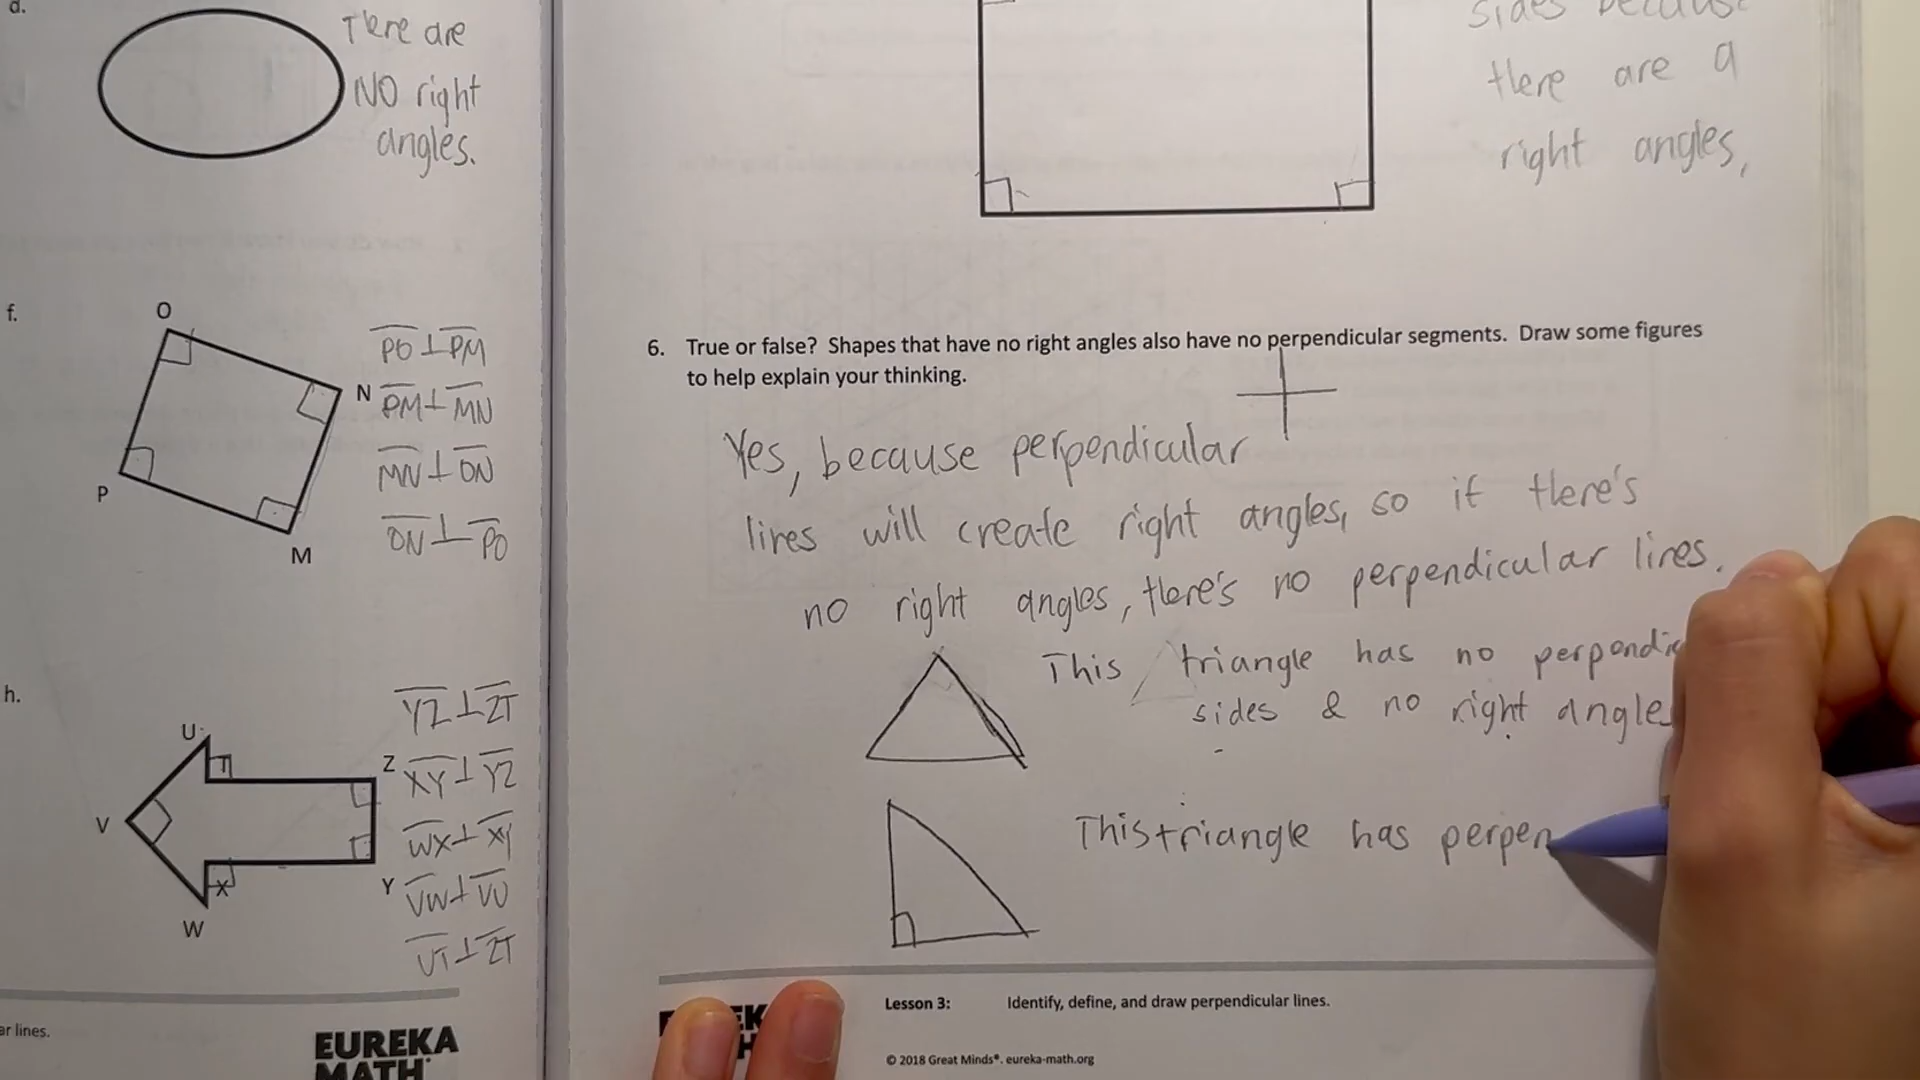 d.
There are
NO right
angles.
f.
O
N
P
M
PO ⊥ PM
PM ⊥ MN
MN ⊥ ON
ON ⊥ PO
h.
U
T
Z
V
X
Y
W
YZ ⊥ ZT
XY ⊥ YZ
WX ⊥ XY
VW ⊥ VU
UT ⊥ ZT
ar lines.
EUREKA
MATH
sides because
there are a
right angles,
6. True or false? Shapes that have no right angles also have no perpendicular segments. Draw some figures
to help explain your thinking.
Yes, because perpendicular
lines will create right angles, so if there's
no right angles, there's no perpendicular lines.
This triangle has no perpendic
sides & no right angle
This triangle has perpen
Lesson 3: Identify, define, and draw perpendicular lines.
© 2018 Great Minds®. eureka-math.org